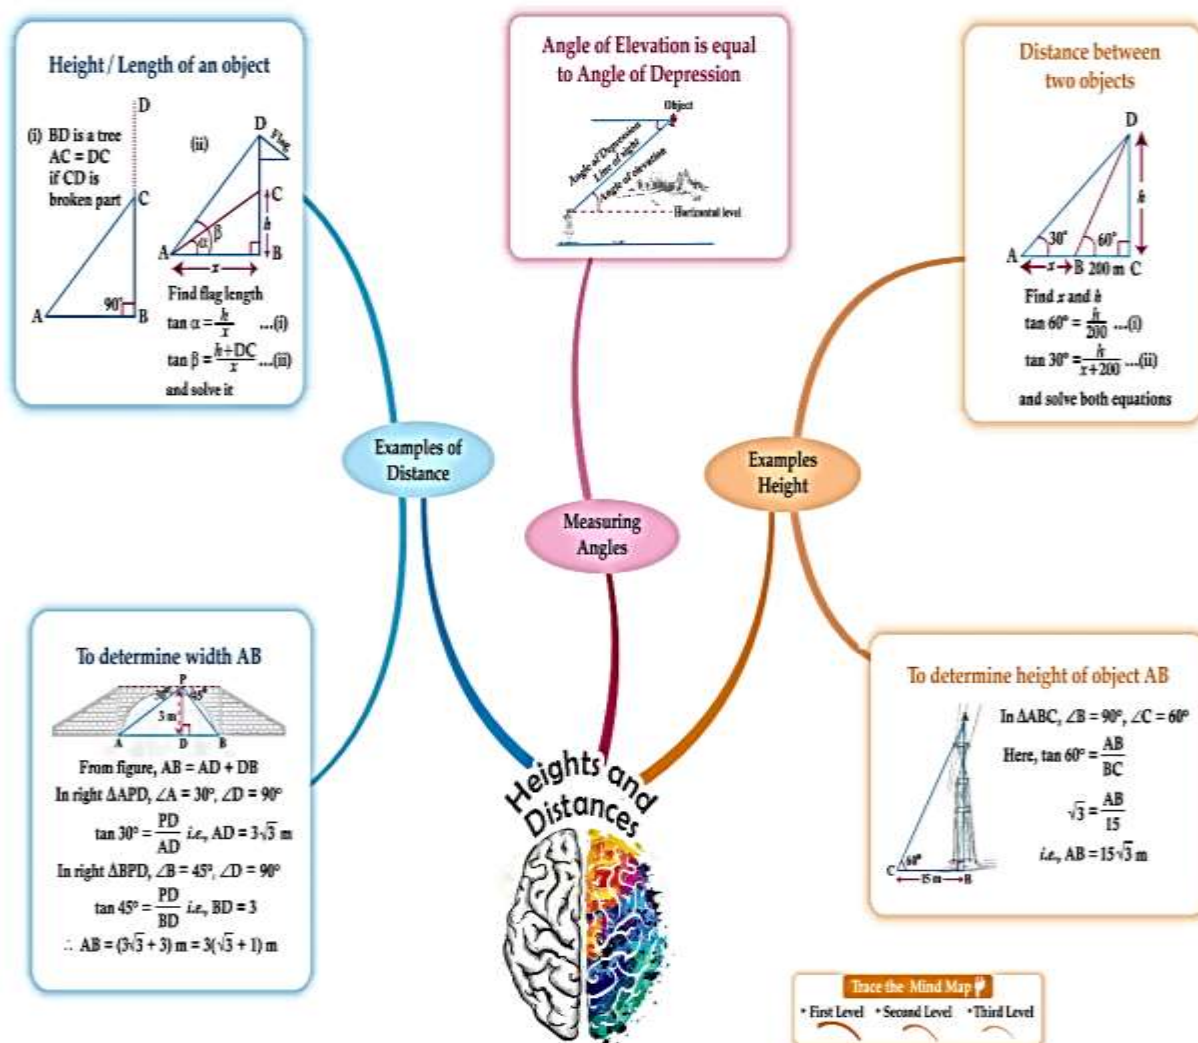 Height / Length of an object
D
(i) BD is a tree
AC = DC
if CD is
broken part
C
90°
A
B
(ii)
D
Flag
C
h
β
α
A
B
x
Find flag length
tan α = h/x ...(i)
tan β = h+DC/x ...(ii)
and solve it
Angle of Elevation is equal
to Angle of Depression
Object
Angle of Depression
Line of sight
Angle of elevation
Horizontal level
Distance between
two objects
D
h
30°
60°
A
x
B
200 m
C
Find x and h
tan 60° = h/200 ...(i)
tan 30° = h/x+200 ...(ii)
and solve both equations
Examples of
Distance
Measuring
Angles
Examples
Height
To determine width AB
P
30°
45°
3 m
A
D
B
From figure, AB = AD + DB
In right ΔAPD, ∠A = 30°, ∠D = 90°
tan 30° = PD/AD i.e., AD = 3√3 m
In right ΔBPD, ∠B = 45°, ∠D = 90°
tan 45° = PD/BD i.e., BD = 3
∴ AB = (3√3 + 3) m = 3(√3 + 1) m
To determine height of object AB
A
60°
C
15 m
B
In ΔABC, ∠B = 90°, ∠C = 60°
Here, tan 60° = AB/BC
√3 = AB/15
i.e., AB = 15√3 m
Heights and
Distances
Trace the Mind Map
• First Level • Second Level • Third Level